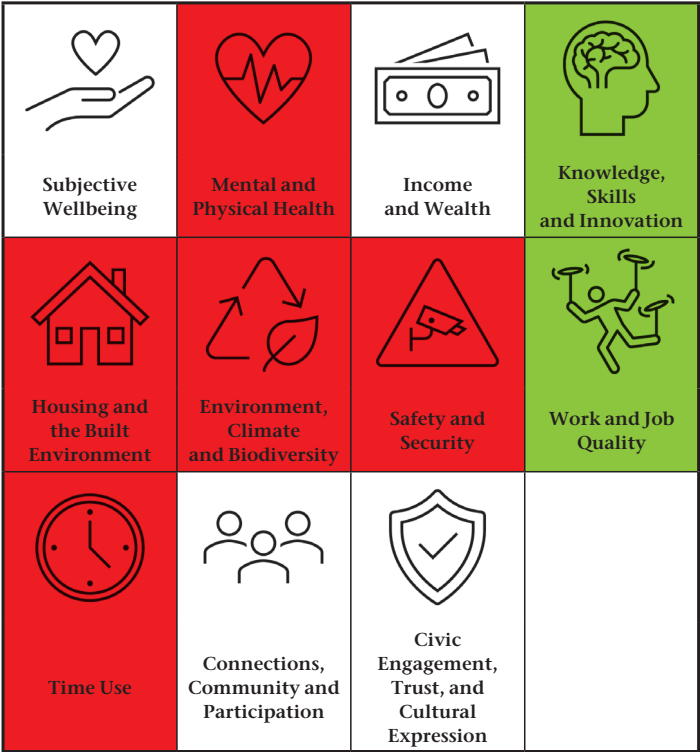 Subjective
Wellbeing
Mental and
Physical Health
Income
and Wealth
Knowledge,
Skills
and Innovation
Housing and
the Built
Environment
Environment,
Climate
and Biodiversity
Safety and
Security
Work and Job
Quality
Time Use
Connections,
Community and
Participation
Civic
Engagement,
Trust, and
Cultural
Expression